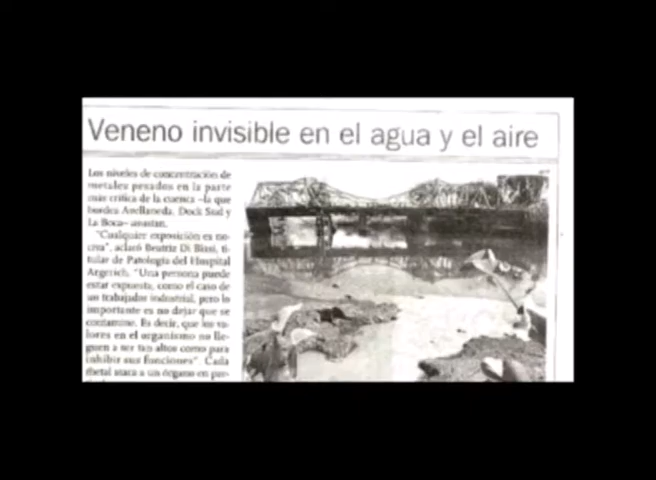 Veneno invisible en el agua y el aire
Los niveles de concentración de
metales pesados en la parte
más crítica de la cuenca -la que
bordea Avellaneda, Dock Sud y
La Boca- asustan.
"Cualquier exposición es no-
civa", aclaró Beatriz Di Biasi, ti-
tular de Patología del Hospital
Argerich. "Una persona puede
estar expuesta, como el caso de
un trabajador industrial, pero lo
importante es no dejar que se
contamine. Es decir, que los va-
lores en el organismo no lle-
guen a ser tan altos como para
inhibir sus funciones". Cada
metal ataca a un órgano en par-